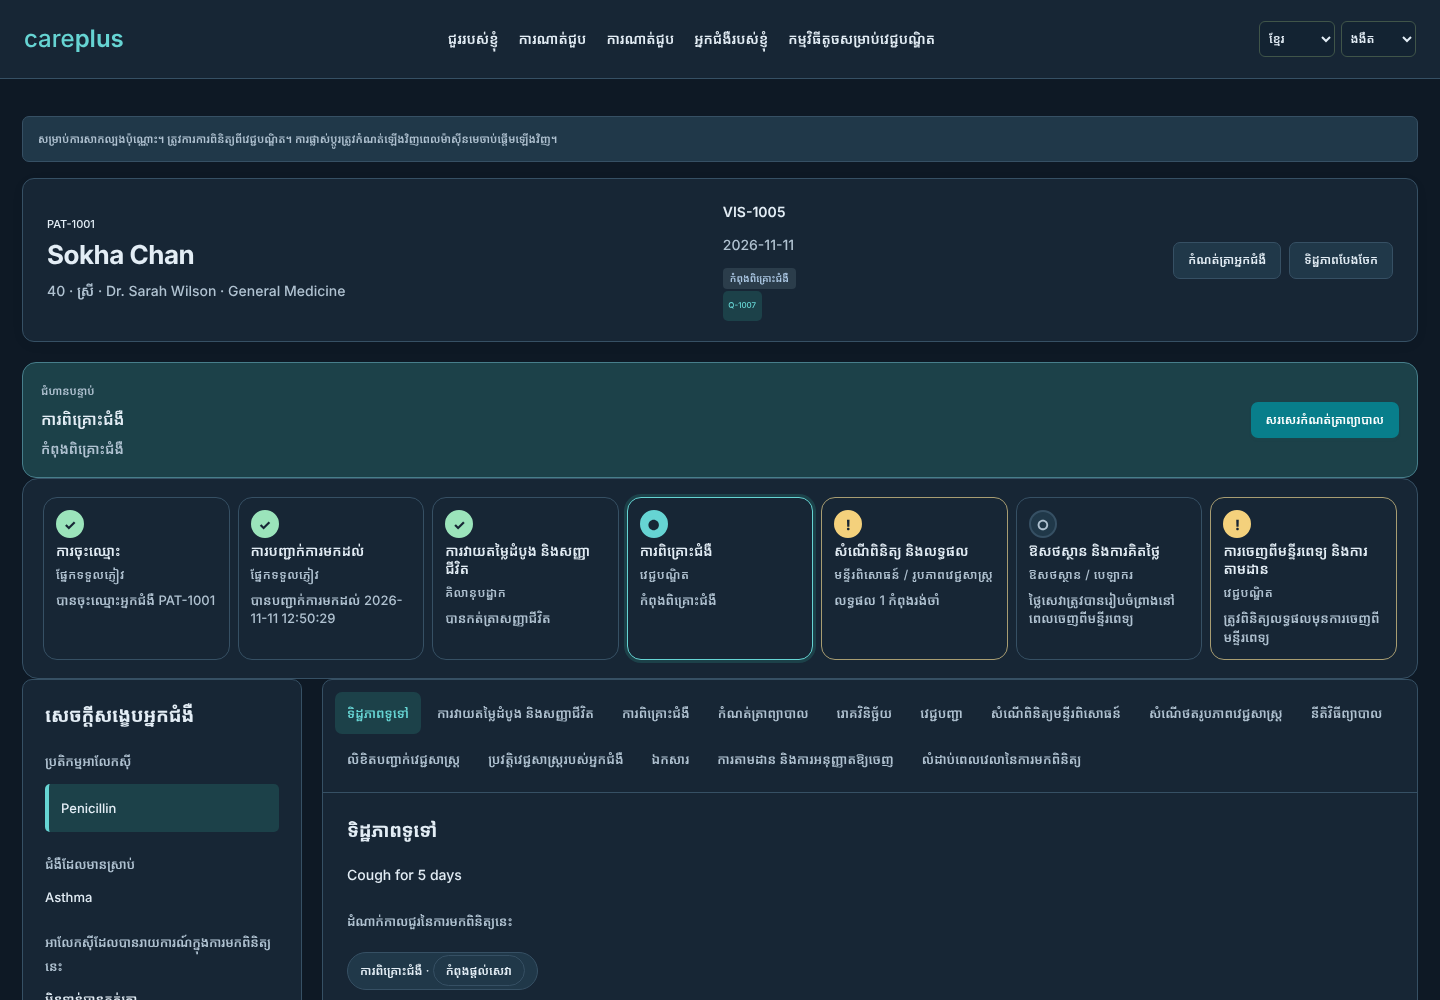 careplus
ជួររបស់ខ្ញុំ ការណាត់ជួប ការណាត់ជួប អ្នកជំងឺរបស់ខ្ញុំ កម្មវិធីតូចសម្រាប់វេជ្ជបណ្ឌិត
ខ្មែរ ងងឹត
សម្រាប់ការសាកល្បងប៉ុណ្ណោះ។ ត្រូវការការពិនិត្យពីវេជ្ជបណ្ឌិត។ ការផ្លាស់ប្ដូរត្រូវកំណត់ឡើងវិញពេលម៉ាស៊ីនមេចាប់ផ្ដើមឡើងវិញ។
PAT-1001
Sokha Chan
40 · ស្រី · Dr. Sarah Wilson · General Medicine
VIS-1005
2026-11-11
កំពុងពិគ្រោះជំងឺ
Q-1007
កំណត់ត្រាអ្នកជំងឺ ទិដ្ឋភាពបែងចែក
ជំហានបន្ទាប់
ការពិគ្រោះជំងឺ
កំពុងពិគ្រោះជំងឺ
សរសេរកំណត់ត្រាព្យាបាល
ការចុះឈ្មោះ
ផ្នែកទទួលភ្ញៀវ
បានចុះឈ្មោះអ្នកជំងឺ PAT-1001
ការបញ្ជាក់ការមកដល់
ផ្នែកទទួលភ្ញៀវ
បានបញ្ជាក់ការមកដល់ 2026-
11-11 12:50:29
ការវាយតម្លៃដំបូង និងសញ្ញា
ជីវិត
គិលានុបដ្ឋាក
បានកត់ត្រាសញ្ញាជីវិត
ការពិគ្រោះជំងឺ
វេជ្ជបណ្ឌិត
កំពុងពិគ្រោះជំងឺ
!
សំណើពិនិត្យ និងលទ្ធផល
មន្ទីរពិសោធន៍ / រូបភាពវេជ្ជសាស្ត្រ
លទ្ធផល 1 កំពុងរង់ចាំ
ឱសថស្ថាន និងការគិតថ្លៃ
ឱសថស្ថាន / បេឡាករ
ថ្លៃសេវាត្រូវបានរៀបចំព្រាងនៅ
ពេលចេញពីមន្ទីរពេទ្យ
!
ការចេញពីមន្ទីរពេទ្យ និងការ
តាមដាន
វេជ្ជបណ្ឌិត
ត្រូវពិនិត្យលទ្ធផលមុនការចេញពី
មន្ទីរពេទ្យ
សេចក្ដីសង្ខេបអ្នកជំងឺ
ប្រតិកម្មអាលែកស៊ី
Penicillin
ជំងឺដែលមានស្រាប់
Asthma
អាលែកស៊ីដែលបានរាយការណ៍ក្នុងការមកពិនិត្យ
នេះ
មិនទាន់បានកត់ត្រា
ទិដ្ឋភាពទូទៅ ការវាយតម្លៃដំបូង និងសញ្ញាជីវិត ការពិគ្រោះជំងឺ កំណត់ត្រាព្យាបាល រោគវិនិច្ឆ័យ វេជ្ជបញ្ជា សំណើពិនិត្យមន្ទីរពិសោធន៍ សំណើថតរូបភាពវេជ្ជសាស្ត្រ នីតិវិធីព្យាបាល
លិខិតបញ្ជាក់វេជ្ជសាស្ត្រ ប្រវត្តិវេជ្ជសាស្ត្ររបស់អ្នកជំងឺ ឯកសារ ការតាមដាន និងការអនុញ្ញាតឱ្យចេញ លំដាប់ពេលវេលានៃការមកពិនិត្យ
ទិដ្ឋភាពទូទៅ
Cough for 5 days
ដំណាក់កាលជួរនៃការមកពិនិត្យនេះ
ការពិគ្រោះជំងឺ · កំពុងផ្ដល់សេវា